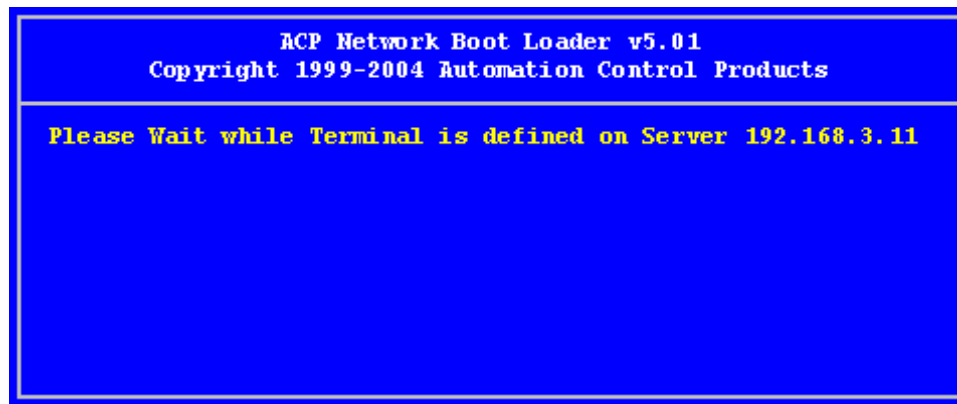 ACP Network Boot Loader v5.01
Copyright 1999-2004 Automation Control Products
Please Wait while Terminal is defined on Server 192.168.3.11